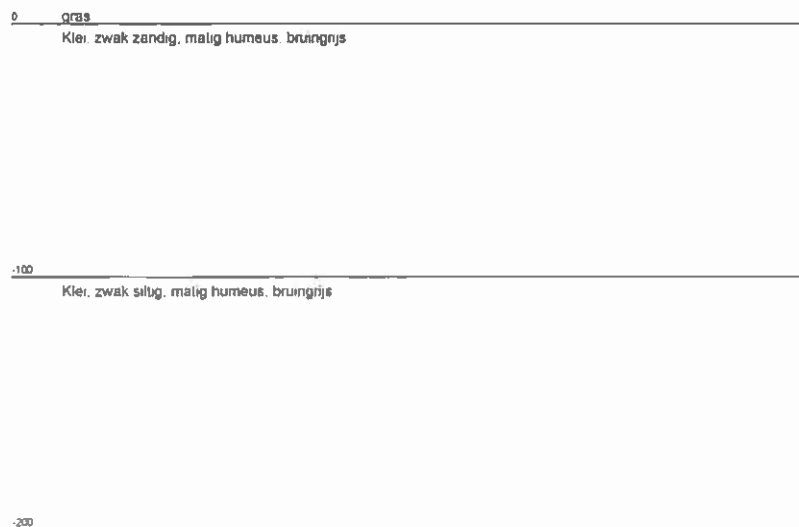 0 gras
Klei, zwak zandig, matig humeus, bruingrijs
-100
Klei, zwak siltig, matig humeus, bruingrijs
-200